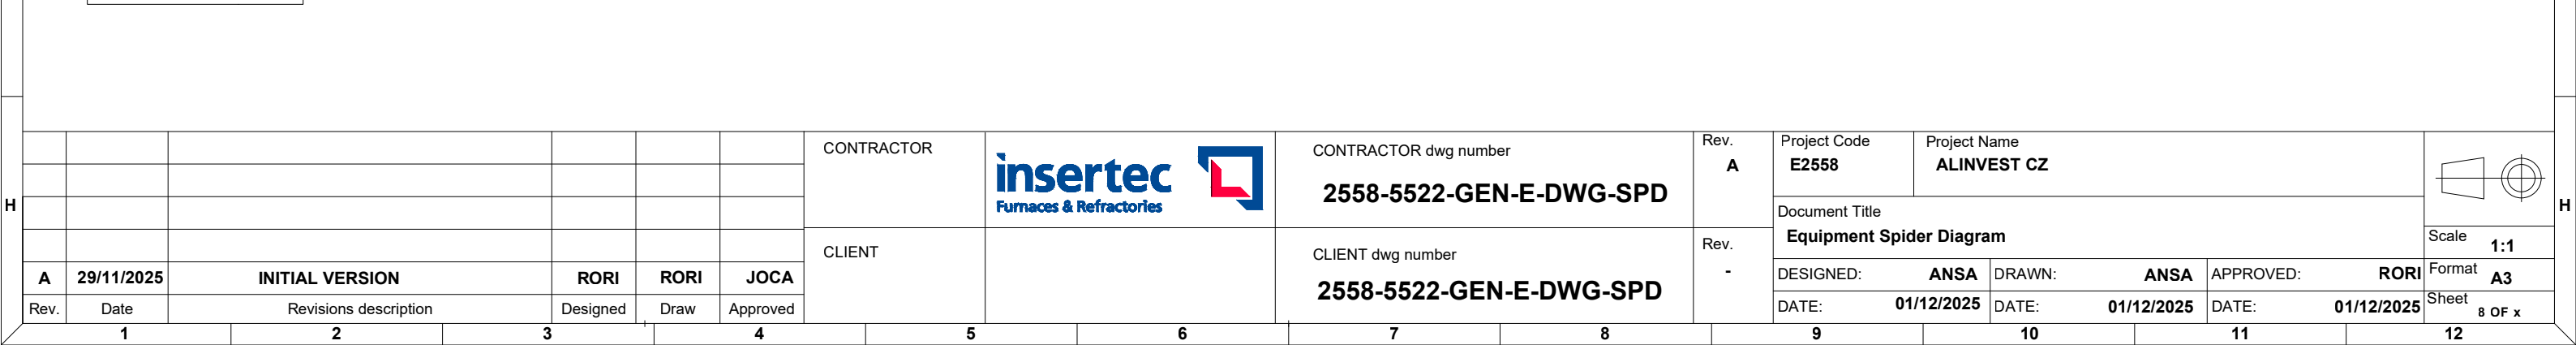 CONTRACTOR
insertec
Furnaces & Refractories
CONTRACTOR dwg number
2558-5522-GEN-E-DWG-SPD
Rev.
A
Project Code
E2558
Project Name
ALINVEST CZ
H
H
Document Title
Equipment Spider Diagram
CLIENT
CLIENT dwg number
2558-5522-GEN-E-DWG-SPD
Rev.
-
Scale
1:1
A 29/11/2025 INITIAL VERSION RORI RORI JOCA
DESIGNED: ANSA DRAWN: ANSA APPROVED: RORI
Format
A3
Rev. Date Revisions description Designed Draw Approved
DATE: 01/12/2025 DATE: 01/12/2025 DATE: 01/12/2025
Sheet
8 OF x
1 2 3 4 5 6 7 8 9 10 11 12